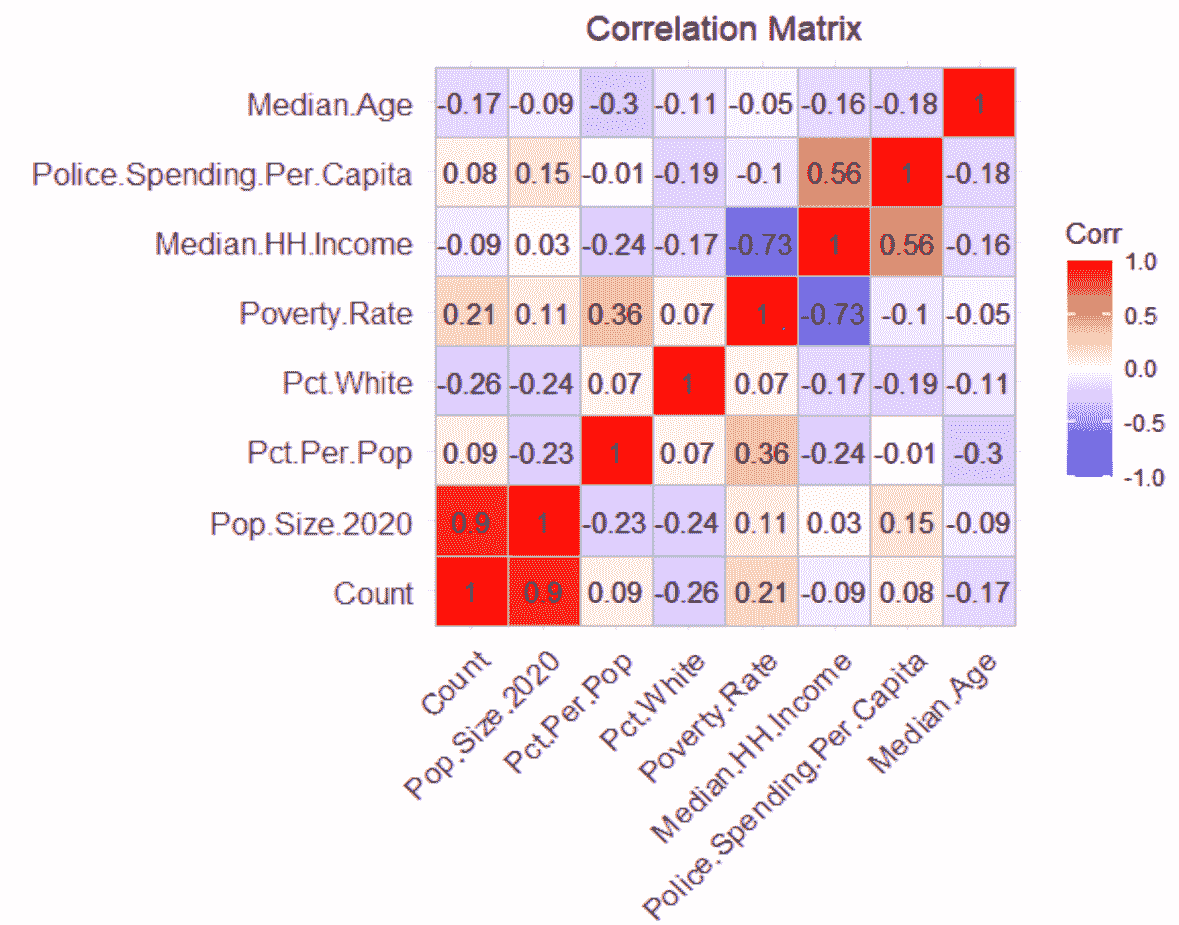 Correlation Matrix
Median.Age -0.17 -0.09 -0.3 -0.11 -0.05 -0.16 -0.18 1
Police.Spending.Per.Capita 0.08 0.15 -0.01 -0.19 -0.1 0.56 1 -0.18
Median.HH.Income -0.09 0.03 -0.24 -0.17 -0.73 1 0.56 -0.16
Poverty.Rate 0.21 0.11 0.36 0.07 1 -0.73 -0.1 -0.05
Pct.White -0.26 -0.24 0.07 1 0.07 -0.17 -0.19 -0.11
Pct.Per.Pop 0.09 -0.23 1 0.07 0.36 -0.24 -0.01 -0.3
Pop.Size.2020 0.9 1 -0.23 -0.24 0.11 0.03 0.15 -0.09
Count 1 0.9 0.09 -0.26 0.21 -0.09 0.08 -0.17
Count
Pop.Size.2020
Pct.Per.Pop
Pct.White
Poverty.Rate
Median.HH.Income
Police.Spending.Per.Capita
Median.Age
Corr
1.0
0.5
0.0
-0.5
-1.0